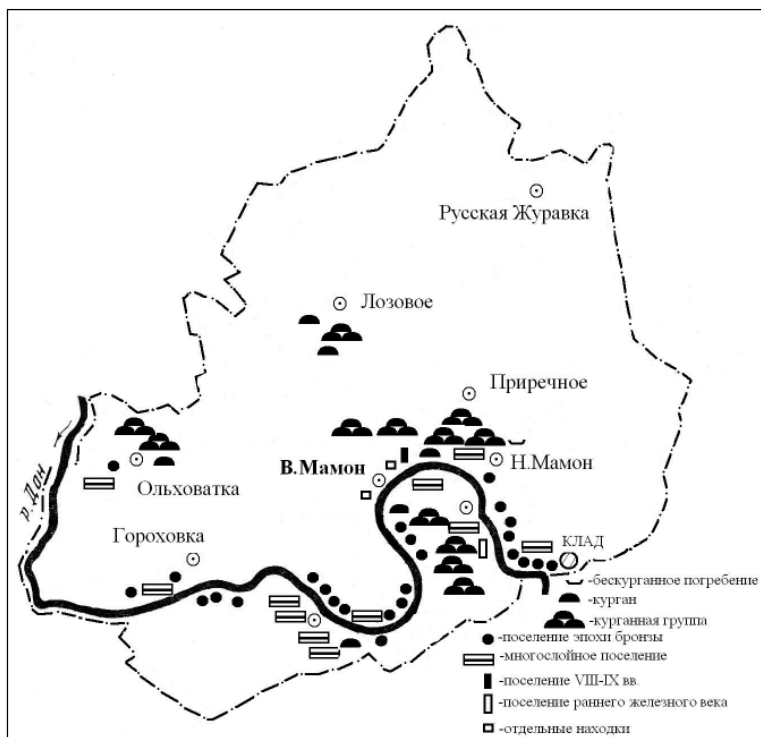 Русская Журавка
Лозовое
Приречное
В.Мамон
Н.Мамон
р. Дон
Ольховатка
Гороховка
КЛАД
-бескурганное погребение
-курган
-курганная группа
-поселение эпохи бронзы
-многослойное поселение
-поселение VIII-IX вв.
-поселение раннего железного века
-отдельные находки